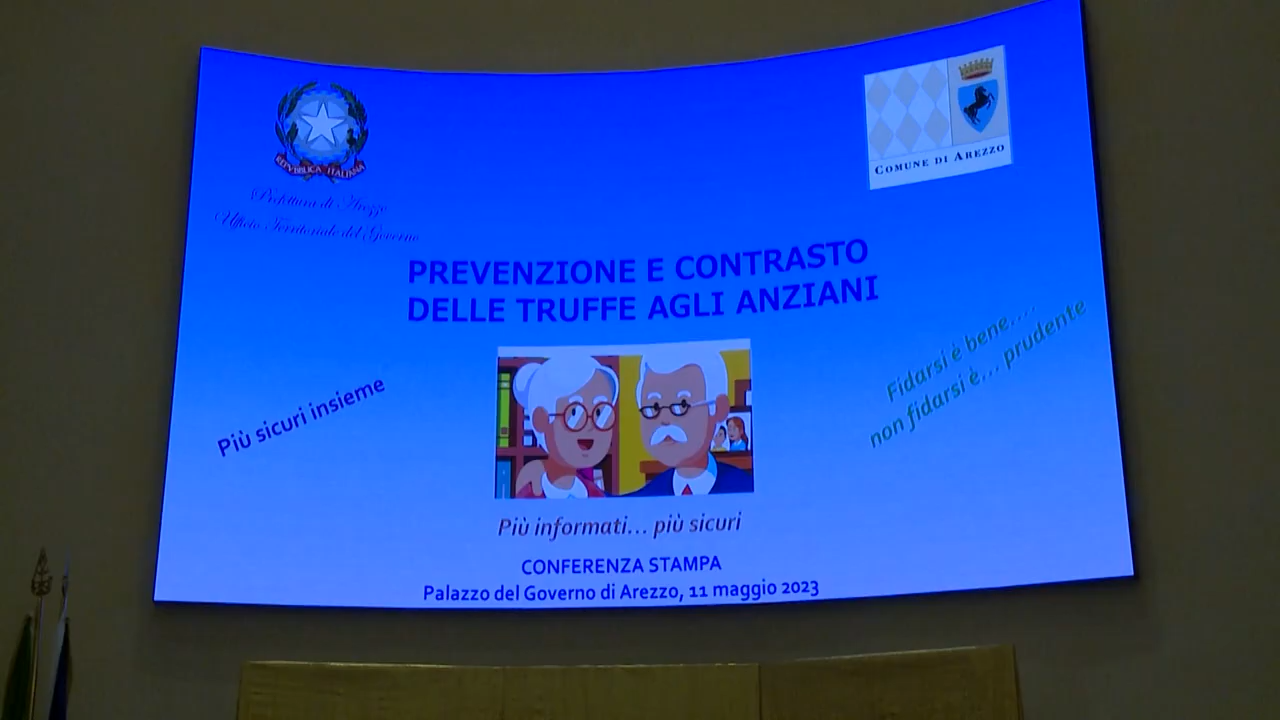 REPVBBLICA ITALIANA
Prefettura di Arezzo
Ufficio Territoriale del Governo
COMUNE DI AREZZO
PREVENZIONE E CONTRASTO
DELLE TRUFFE AGLI ANZIANI
Più sicuri insieme
Fidarsi è bene....
non fidarsi è... prudente
Più informati... più sicuri
CONFERENZA STAMPA
Palazzo del Governo di Arezzo, 11 maggio 2023